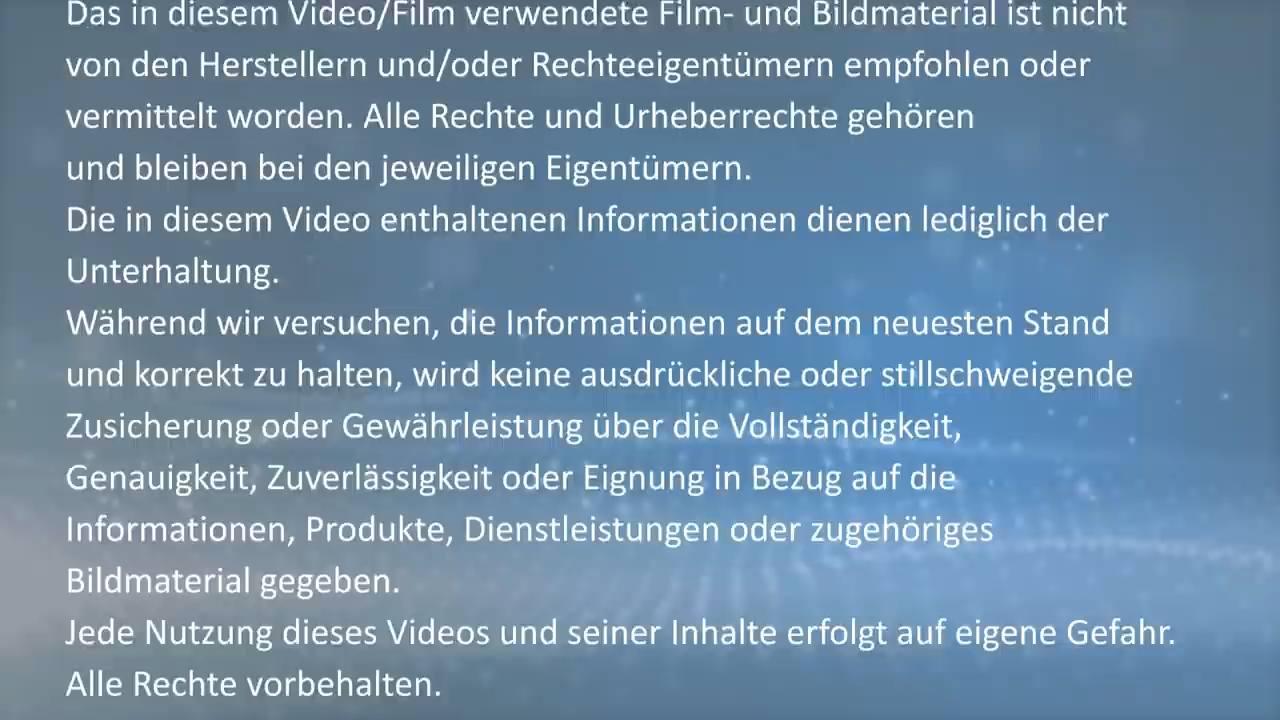 Das in diesem Video/Film verwendete Film- und Bildmaterial ist nicht
von den Herstellern und/oder Rechteeigentümern empfohlen oder
vermittelt worden. Alle Rechte und Urheberrechte gehören
und bleiben bei den jeweiligen Eigentümern.
Die in diesem Video enthaltenen Informationen dienen lediglich der
Unterhaltung.
Während wir versuchen, die Informationen auf dem neuesten Stand
und korrekt zu halten, wird keine ausdrückliche oder stillschweigende
Zusicherung oder Gewährleistung über die Vollständigkeit,
Genauigkeit, Zuverlässigkeit oder Eignung in Bezug auf die
Informationen, Produkte, Dienstleistungen oder zugehöriges
Bildmaterial gegeben.
Jede Nutzung dieses Videos und seiner Inhalte erfolgt auf eigene Gefahr.
Alle Rechte vorbehalten.